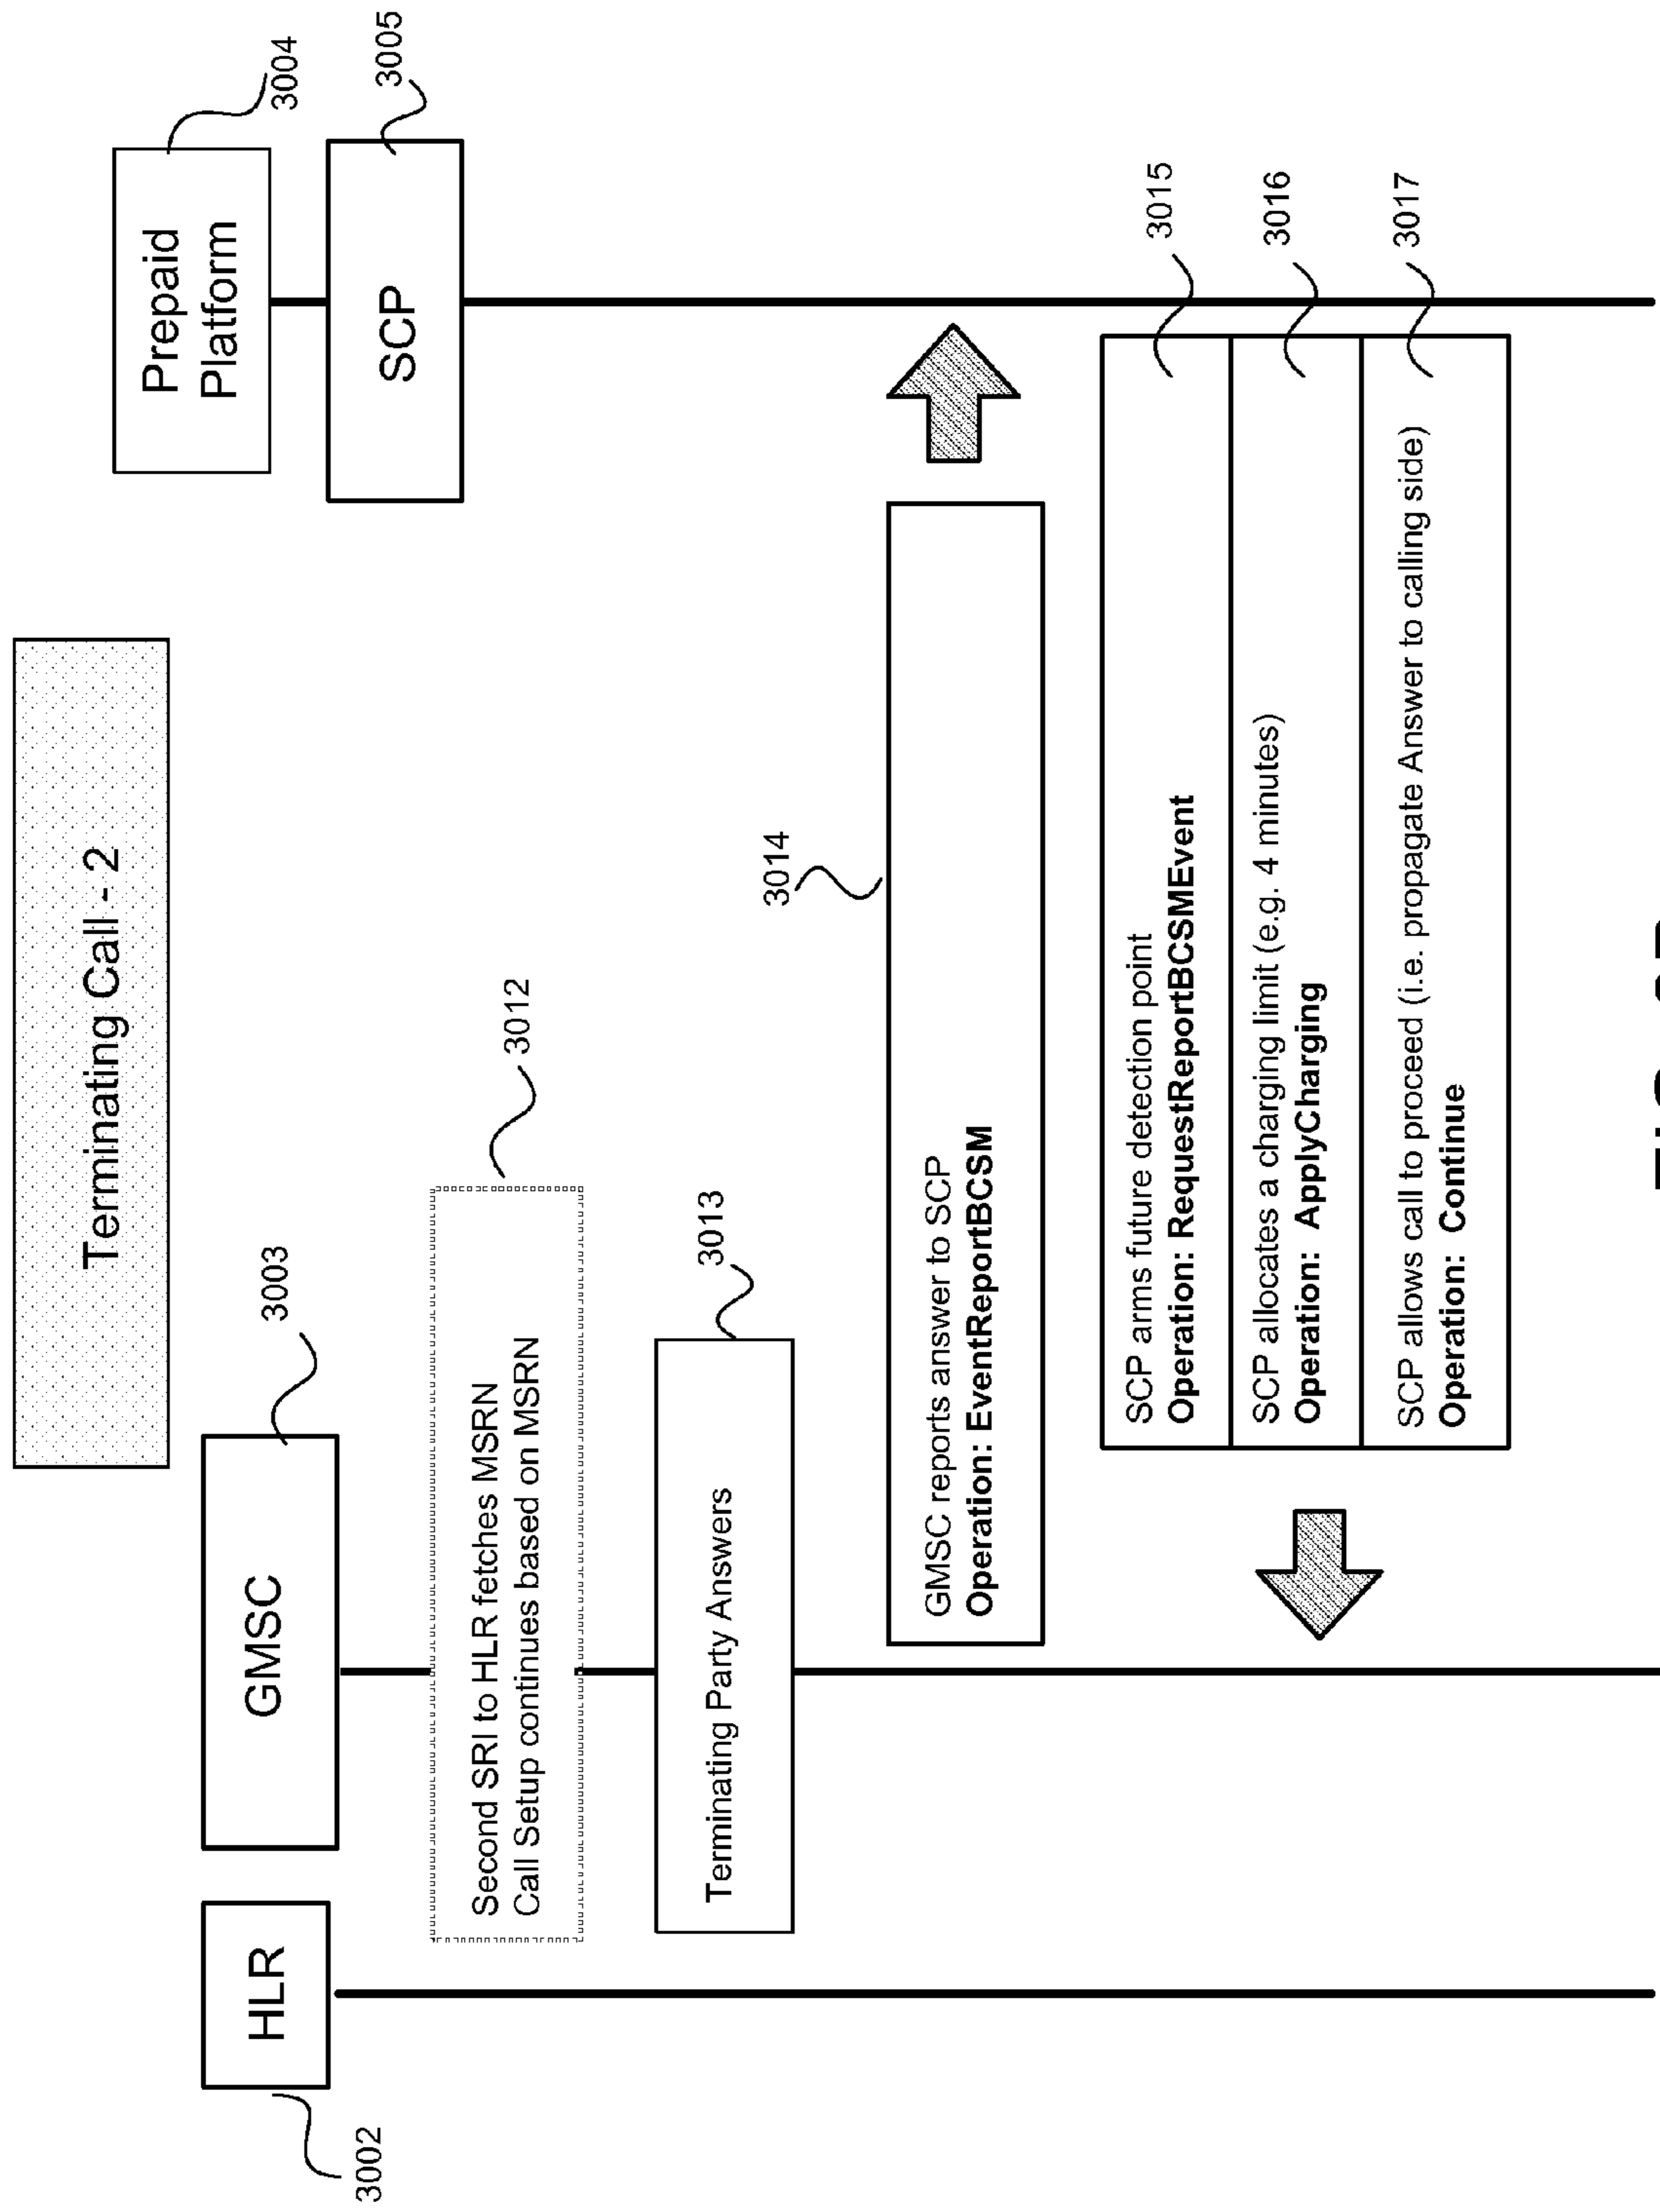 Terminating Call - 2
Prepaid
Platform
3004
3002
HLR
GMSC
3003
SCP
3005
Second SRI to HLR fetches MSRN
Call Setup continues based on MSRN
3012
Terminating Party Answers
3013
3014
GMSC reports answer to SCP
Operation: EventReportBCSM
SCP arms future detection point
Operation: RequestReportBCSMEvent
3015
SCP allocates a charging limit (e.g. 4 minutes)
Operation: ApplyCharging
3016
SCP allows call to proceed (i.e. propagate Answer to calling side)
Operation: Continue
3017